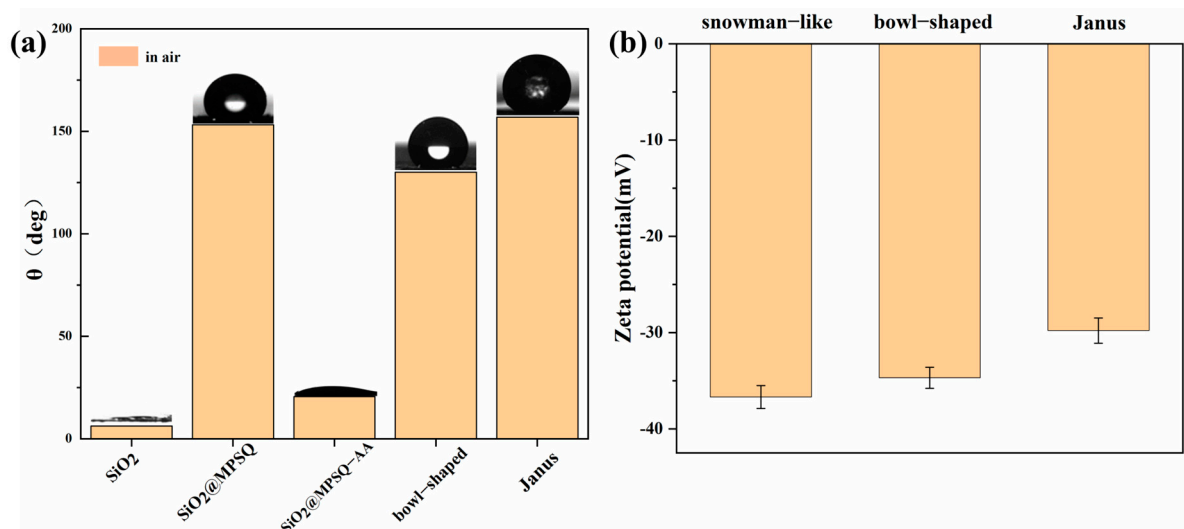 (a)
200
150
100
50
0
θ（deg）
in air
SiO2
SiO2@MPSQ
SiO2@MPSQ−AA
bowl−shaped
Janus
(b)
snowman−like
bowl−shaped
Janus
-0
-10
-20
-30
-40
Zeta potential(mV)